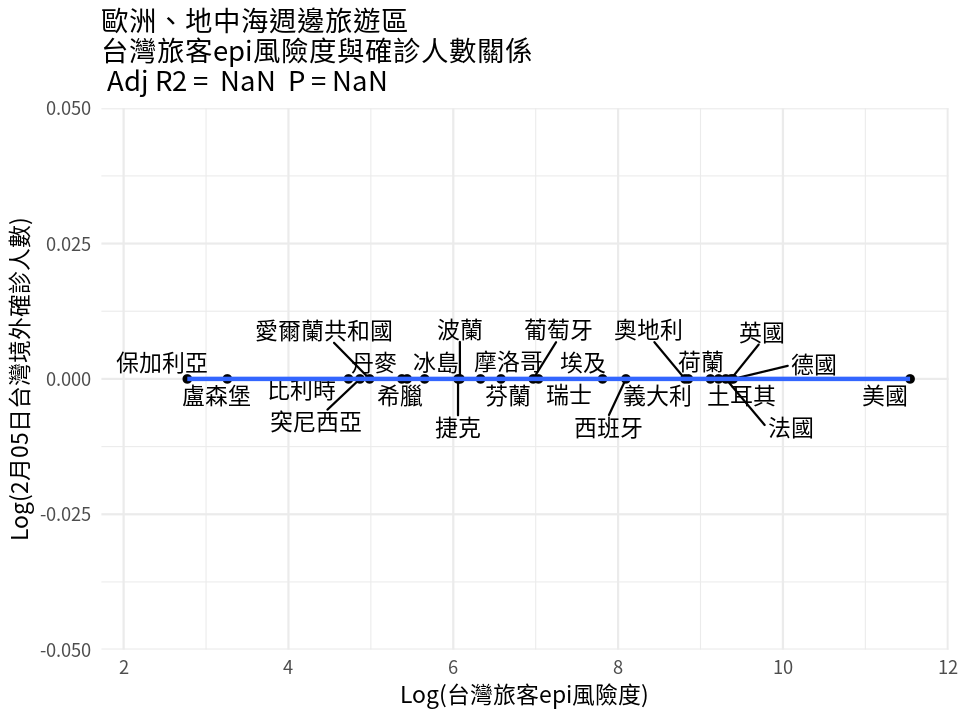 歐洲、地中海週邊旅遊區
台灣旅客epi風險度與確診人數關係
Adj R2 = NaN P = NaN
Log(2月05日台灣境外確診人數)
0.050
0.025
0.000
-0.025
-0.050
愛爾蘭共和國
波蘭
葡萄牙
奧地利
英國
保加利亞
丹麥
冰島
摩洛哥
埃及
荷蘭
德國
盧森堡
比利時
希臘
芬蘭
瑞士
義大利
土耳其
美國
突尼西亞
捷克
西班牙
法國
2
4
6
8
10
12
Log(台灣旅客epi風險度)